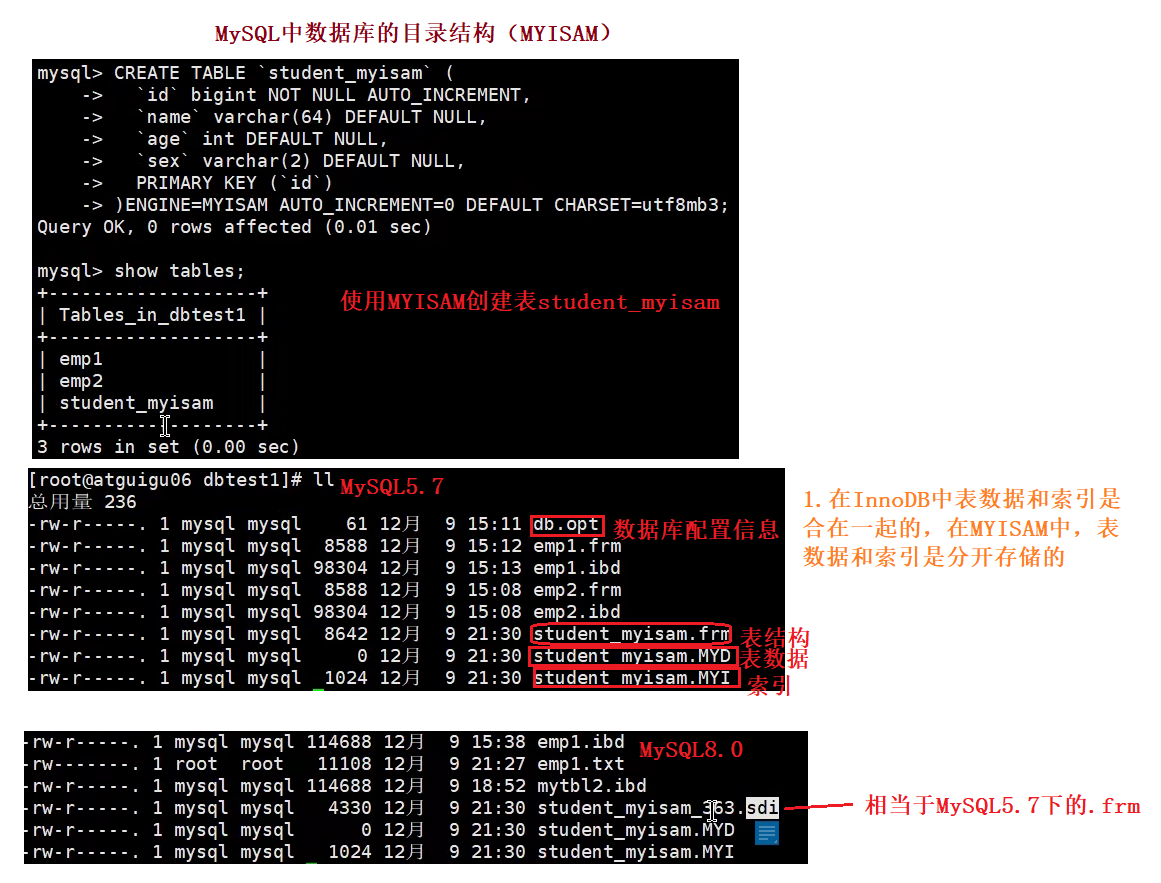 MySQL中数据库的目录结构（MYISAM）
mysql> CREATE TABLE `student_myisam` (
    ->   `id` bigint NOT NULL AUTO_INCREMENT,
    ->   `name` varchar(64) DEFAULT NULL,
    ->   `age` int DEFAULT NULL,
    ->   `sex` varchar(2) DEFAULT NULL,
    ->   PRIMARY KEY (`id`)
    -> )ENGINE=MYISAM AUTO_INCREMENT=0 DEFAULT CHARSET=utf8mb3;
Query OK, 0 rows affected (0.01 sec)
mysql> show tables;
+-------------------+
| Tables_in_dbtest1 |
+-------------------+
| emp1              |
| emp2              |
| student_myisam    |
+-------------------+
3 rows in set (0.00 sec)
使用MYISAM创建表student_myisam
[root@atguigu06 dbtest1]# ll
MySQL5.7
总用量 236
-rw-r-----. 1 mysql mysql    61 12月  9 15:11 db.opt 数据库配置信息
-rw-r-----. 1 mysql mysql  8588 12月  9 15:12 emp1.frm
-rw-r-----. 1 mysql mysql 98304 12月  9 15:13 emp1.ibd
-rw-r-----. 1 mysql mysql  8588 12月  9 15:08 emp2.frm
-rw-r-----. 1 mysql mysql 98304 12月  9 15:08 emp2.ibd
-rw-r-----. 1 mysql mysql  8642 12月  9 21:30 student_myisam.frm 表结构
-rw-r-----. 1 mysql mysql     0 12月  9 21:30 student_myisam.MYD 表数据
-rw-r-----. 1 mysql mysql  1024 12月  9 21:30 student_myisam.MYI 索引
1.在InnoDB中表数据和索引是
合在一起的，在MYISAM中，表
数据和索引是分开存储的
MySQL8.0
-rw-r-----. 1 mysql mysql 114688 12月  9 15:38 emp1.ibd
-rw-------. 1 root  root   11108 12月  9 21:27 emp1.txt
-rw-r-----. 1 mysql mysql 114688 12月  9 18:52 mytbl2.ibd
-rw-r-----. 1 mysql mysql   4330 12月  9 21:30 student_myisam_363.sdi
-rw-r-----. 1 mysql mysql      0 12月  9 21:30 student_myisam.MYD
-rw-r-----. 1 mysql mysql   1024 12月  9 21:30 student_myisam.MYI
相当于MySQL5.7下的.frm